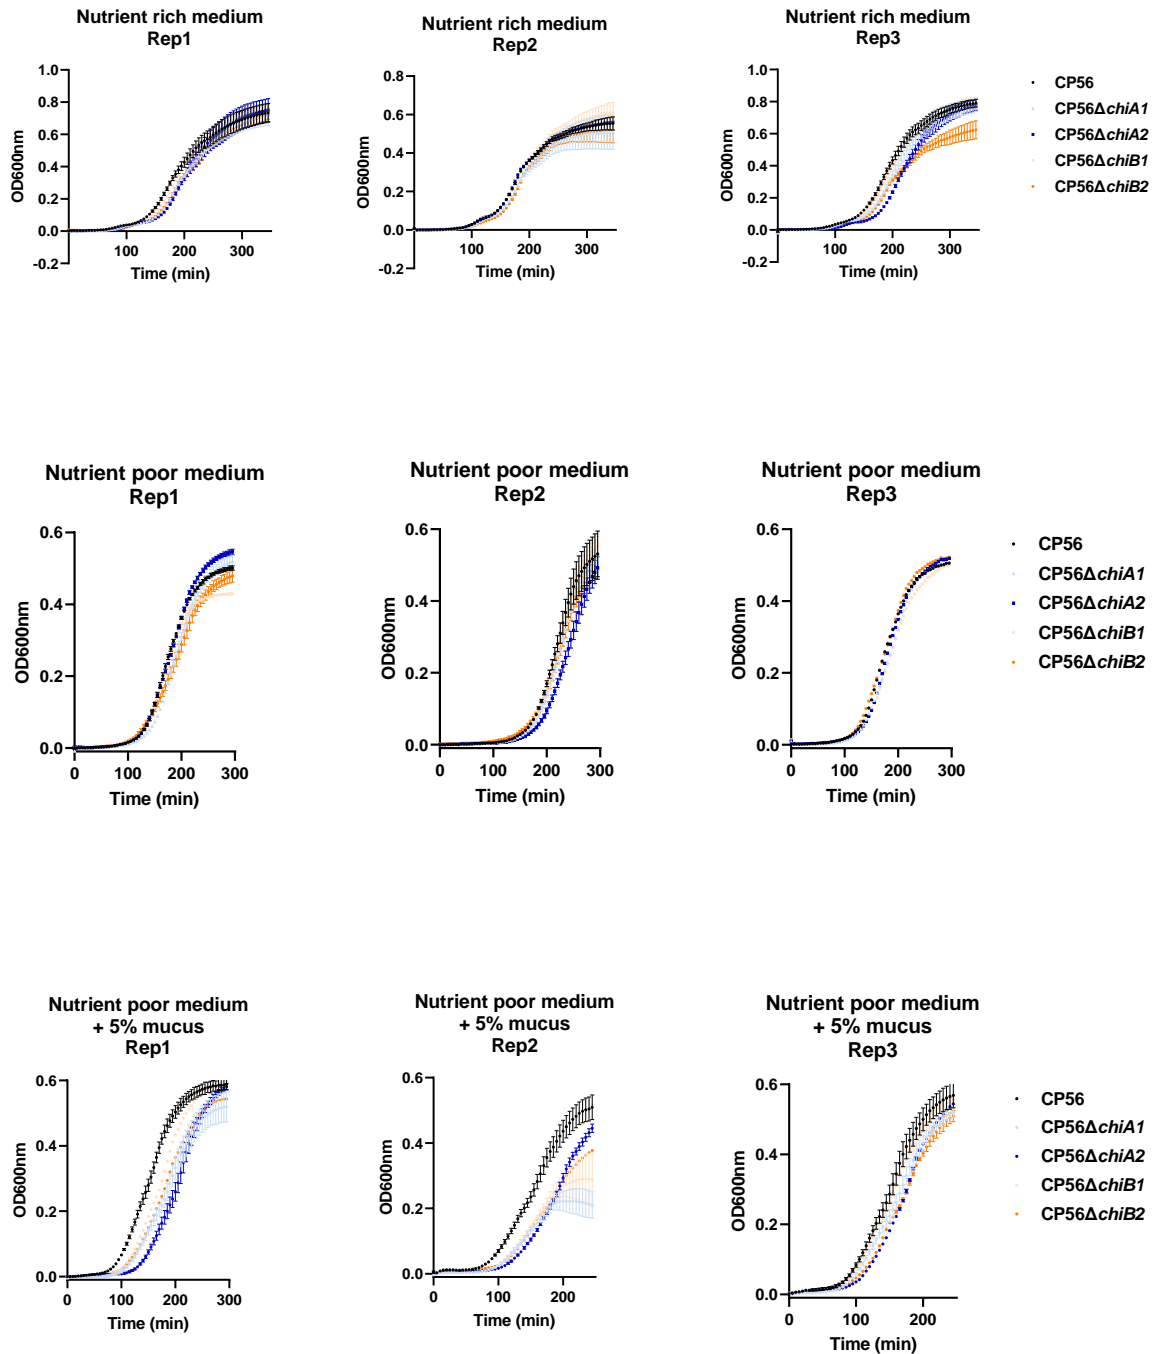 Nutrient rich medium
Rep1
1.0
0.8
0.6
0.4
0.2
0.0
-0.2
OD600nm
100
200
300
Time (min)
Nutrient rich medium
Rep2
0.8
0.6
0.4
0.2
0.0
-0.2
OD600nm
100
200
300
Time (min)
Nutrient rich medium
Rep3
1.0
0.8
0.6
0.4
0.2
0.0
-0.2
OD600nm
100
200
300
Time (min)
CP56
CP56ΔchiA1
CP56ΔchiA2
CP56ΔchiB1
CP56ΔchiB2
Nutrient poor medium
Rep1
0.6
0.4
0.2
0.0
OD600nm
0
100
200
300
Time (min)
Nutrient poor medium
Rep2
0.6
0.4
0.2
0.0
OD600nm
0
100
200
300
Time (min)
Nutrient poor medium
Rep3
0.6
0.4
0.2
0.0
OD600nm
0
100
200
300
Time (min)
CP56
CP56ΔchiA1
CP56ΔchiA2
CP56ΔchiB1
CP56ΔchiB2
Nutrient poor medium
+ 5% mucus
Rep1
0.6
0.4
0.2
0.0
OD600nm
0
100
200
300
Time (min)
Nutrient poor medium
+ 5% mucus
Rep2
0.6
0.4
0.2
0.0
OD600nm
0
100
200
Time (min)
Nutrient poor medium
+ 5% mucus
Rep3
0.6
0.4
0.2
0.0
OD600nm
0
100
200
Time (min)
CP56
CP56ΔchiA1
CP56ΔchiA2
CP56ΔchiB1
CP56ΔchiB2